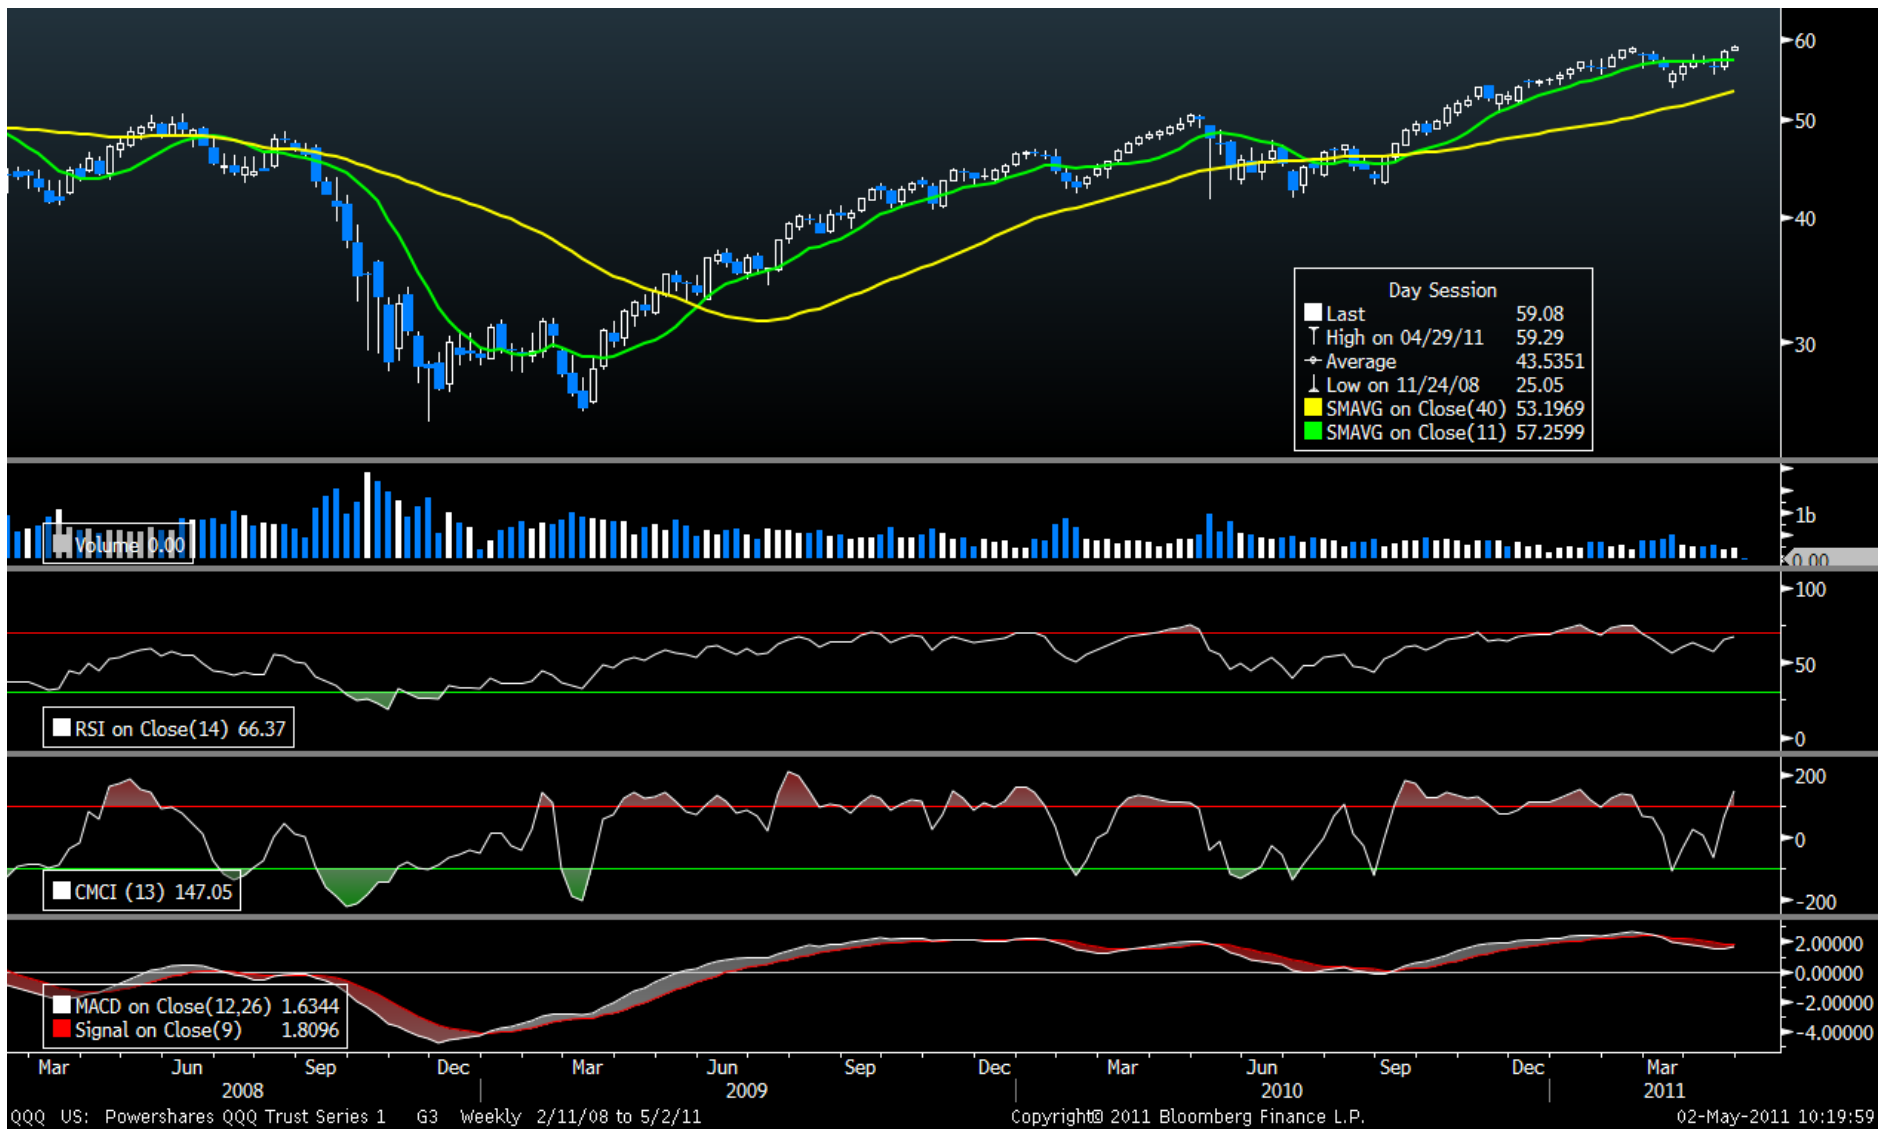 60
50
40
30
Day Session
Last 59.08
High on 04/29/11 59.29
Average 43.5351
Low on 11/24/08 25.05
SMAVG on Close(40) 53.1969
SMAVG on Close(11) 57.2599
1b
Volume 0.00
0.00
100
50
0
RSI on Close(14) 66.37
200
0
-200
CMCI (13) 147.05
2.00000
0.00000
-2.00000
-4.00000
MACD on Close(12,26) 1.6344
Signal on Close(9) 1.8096
Mar Jun Sep Dec Mar Jun Sep Dec Mar Jun Sep Dec Mar
2008 2009 2010 2011
QQQ US: Powershares QQQ Trust Series 1 G3 Weekly 2/11/08 to 5/2/11 Copyright© 2011 Bloomberg Finance L.P. 02-May-2011 10:19:59